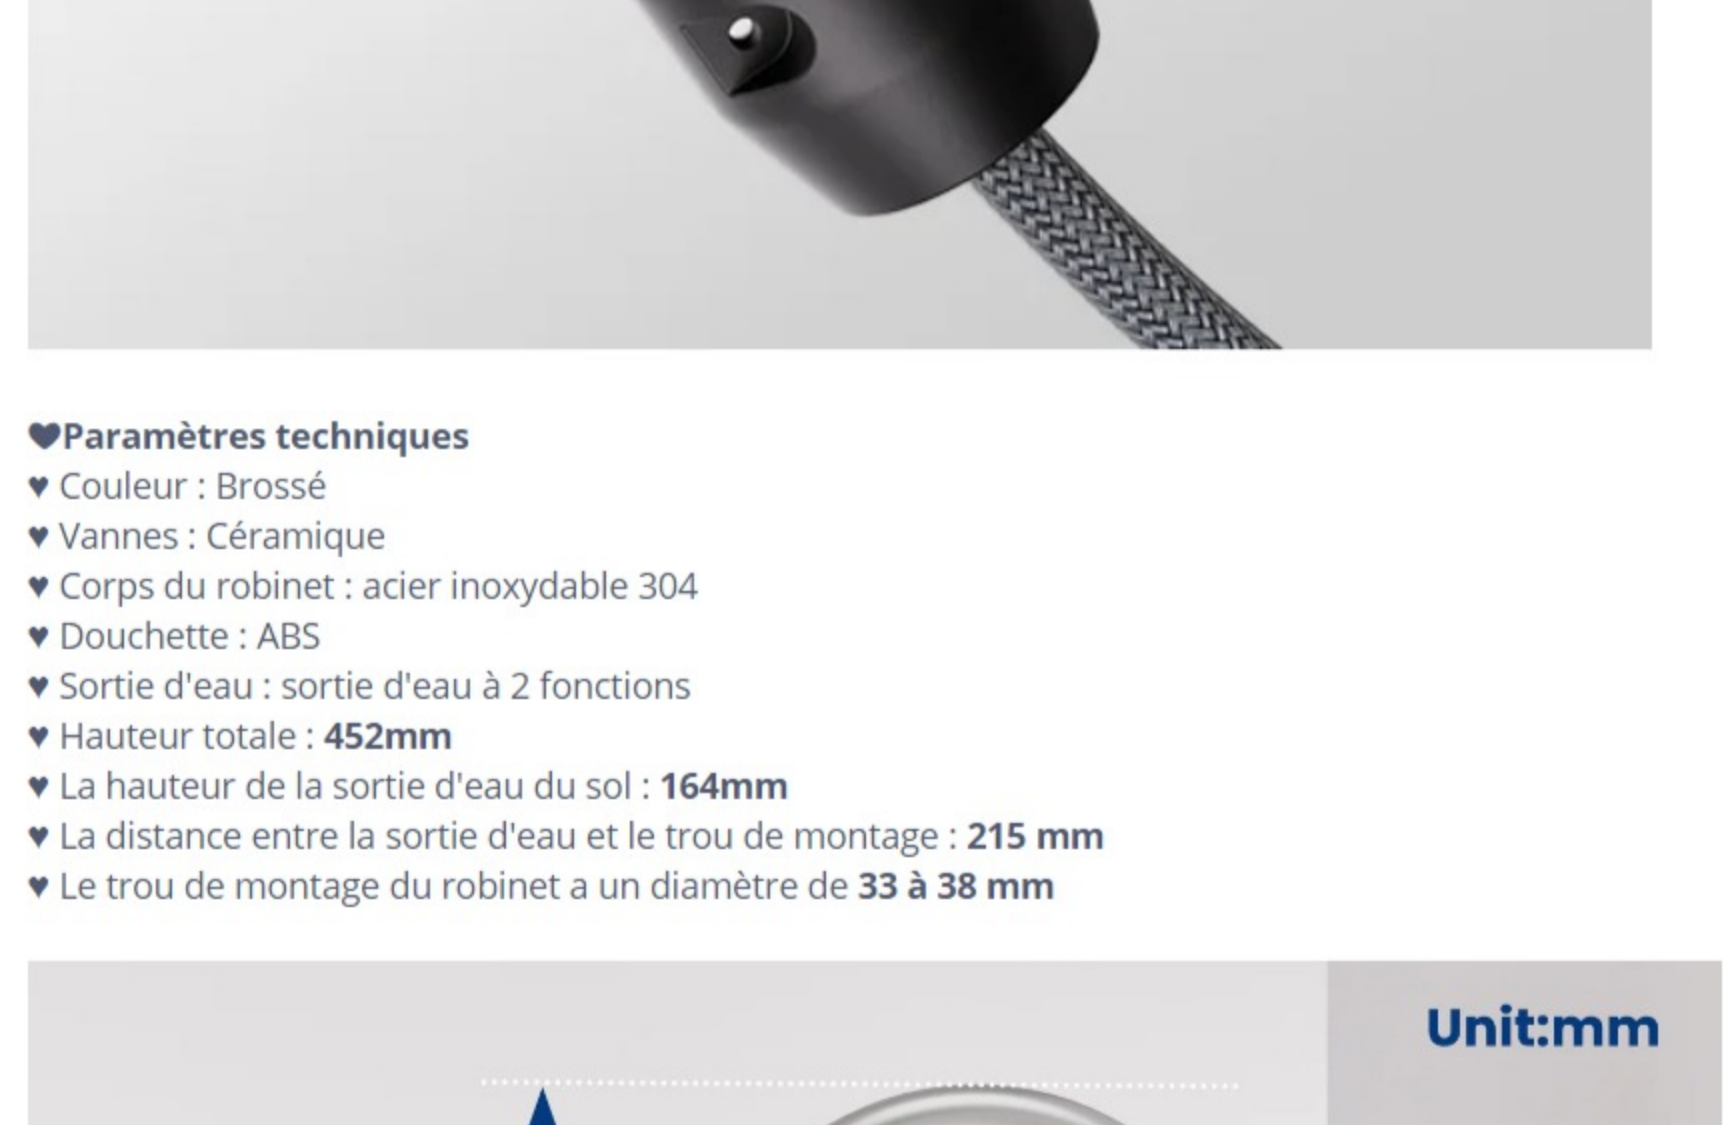 ♥Paramètres techniques
♥ Couleur : Brossé
♥ Vannes : Céramique
♥ Corps du robinet : acier inoxydable 304
♥ Douchette : ABS
♥ Sortie d'eau : sortie d'eau à 2 fonctions
♥ Hauteur totale : 452mm
♥ La hauteur de la sortie d'eau du sol : 164mm
♥ La distance entre la sortie d'eau et le trou de montage : 215 mm
♥ Le trou de montage du robinet a un diamètre de 33 à 38 mm
Unit:mm